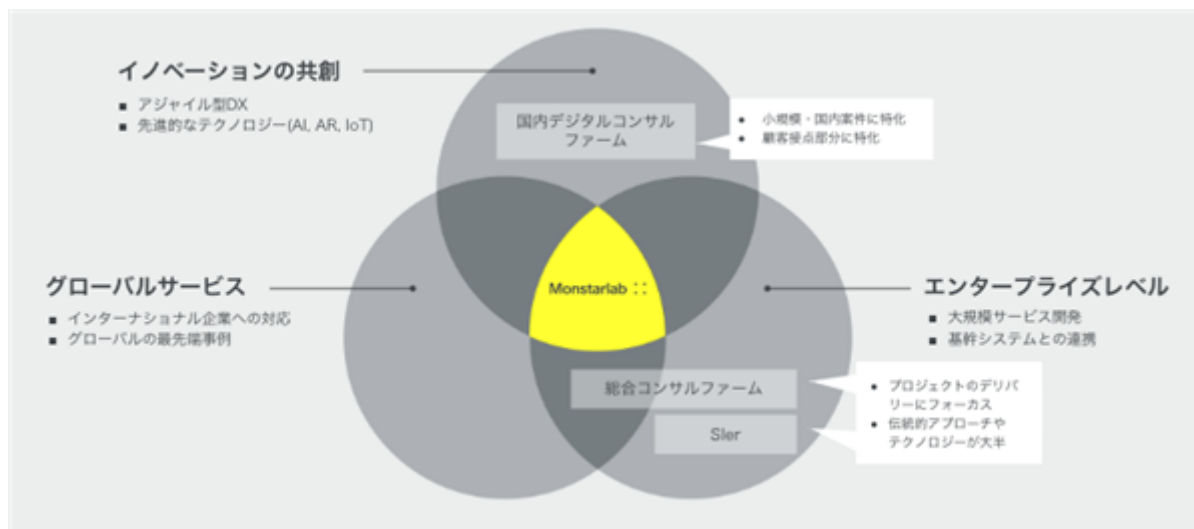 イノベーションの共創
■ アジャイル型DX
■ 先進的なテクノロジー(AI, AR, IoT)
国内デジタルコンサル
ファーム
● 小規模・国内案件に特化
● 顧客接点部分に特化
グローバルサービス
■ インターナショナル企業への対応
■ グローバルの最先端事例
Monstarlab
エンタープライズレベル
■ 大規模サービス開発
■ 基幹システムとの連携
総合コンサルファーム
SIer
● プロジェクトのデリバ
リーにフォーカス
● 伝統的アプローチや
テクノロジーが大半